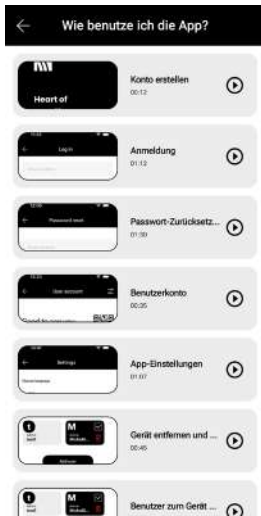 Wie benutze ich die App?
Heart of
Konto erstellen
00:12
Log in
Anmeldung
01:12
Password reset
Passwort-Zurücksetz...
01:30
User account
Benutzerkonto
00:35
Settings
App-Einstellungen
01:07
t
M
Gerät entfernen und ...
00:45
t
M
Benutzer zum Gerät ...